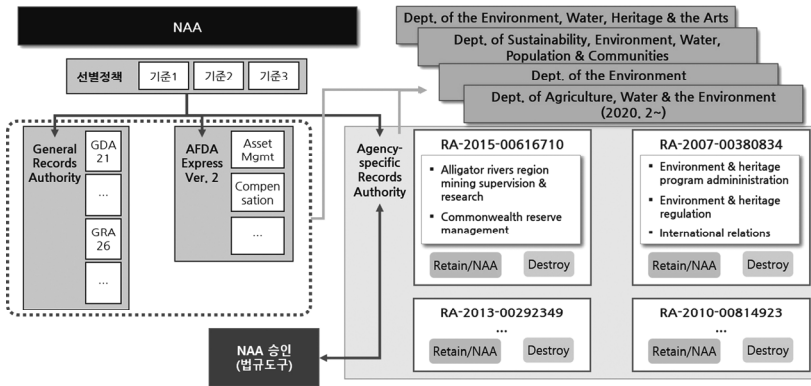 NAA
선별정책
기준1
기준2
기준3
Dept. of the Environment, Water, Heritage & the Arts
Dept. of Sustainability, Environment, Water,
Population & Communities
Dept. of the Environment
Dept. of Agriculture, Water & the Environment
(2020. 2~)
General
Records
Authority
GDA
21
...
GRA
26
...
AFDA
Express
Ver. 2
Asset
Mgmt
Compen
sation
...
Agency-
specific
Records
Authority
RA-2015-00616710
• Alligator rivers region
mining supervision &
research
• Commonwealth reserve
management
Retain/NAA
Destroy
RA-2007-00380834
• Environment & heritage
program admininistration
• Environment & heritage
regulation
• International relations
Retain/NAA
Destroy
RA-2013-00292349
...
Retain/NAA
Destroy
RA-2010-00814923
...
Retain/NAA
Destroy
NAA 승인
(법규도구)